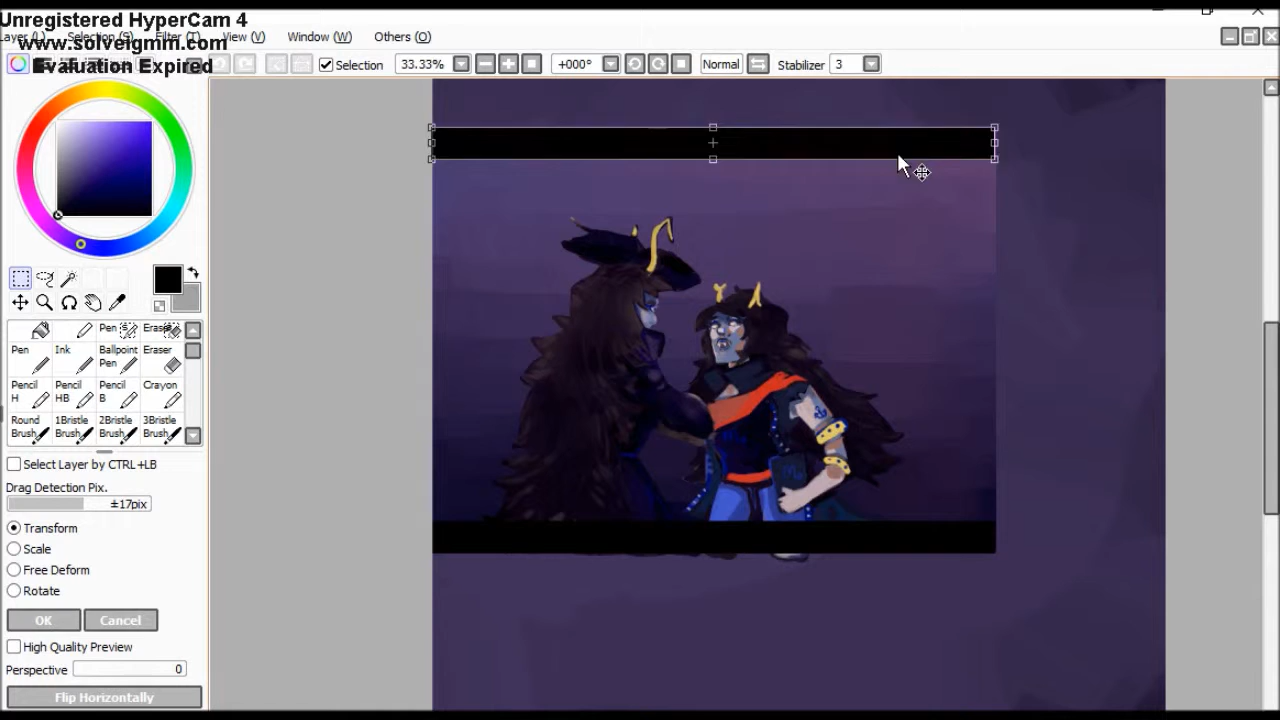 Unregistered HyperCam 4
Layer (L) Selection (S) Filter (T) View (V) Window (W) Others (O)
www.solveigmm.com
Evaluation Expired
Selection 33.33% +000° Normal Stabilizer 3
Pen Eraser
Pen Ink Ballpoint Pen Eraser
Pencil H Pencil HB Pencil B Crayon
Round Brush 1Bristle Brush 2Bristle Brush 3Bristle Brush
Select Layer by CTRL+LB
Drag Detection Pix.
±17pix
Transform
Scale
Free Deform
Rotate
OK Cancel
High Quality Preview
Perspective 0
Flip Horizontally